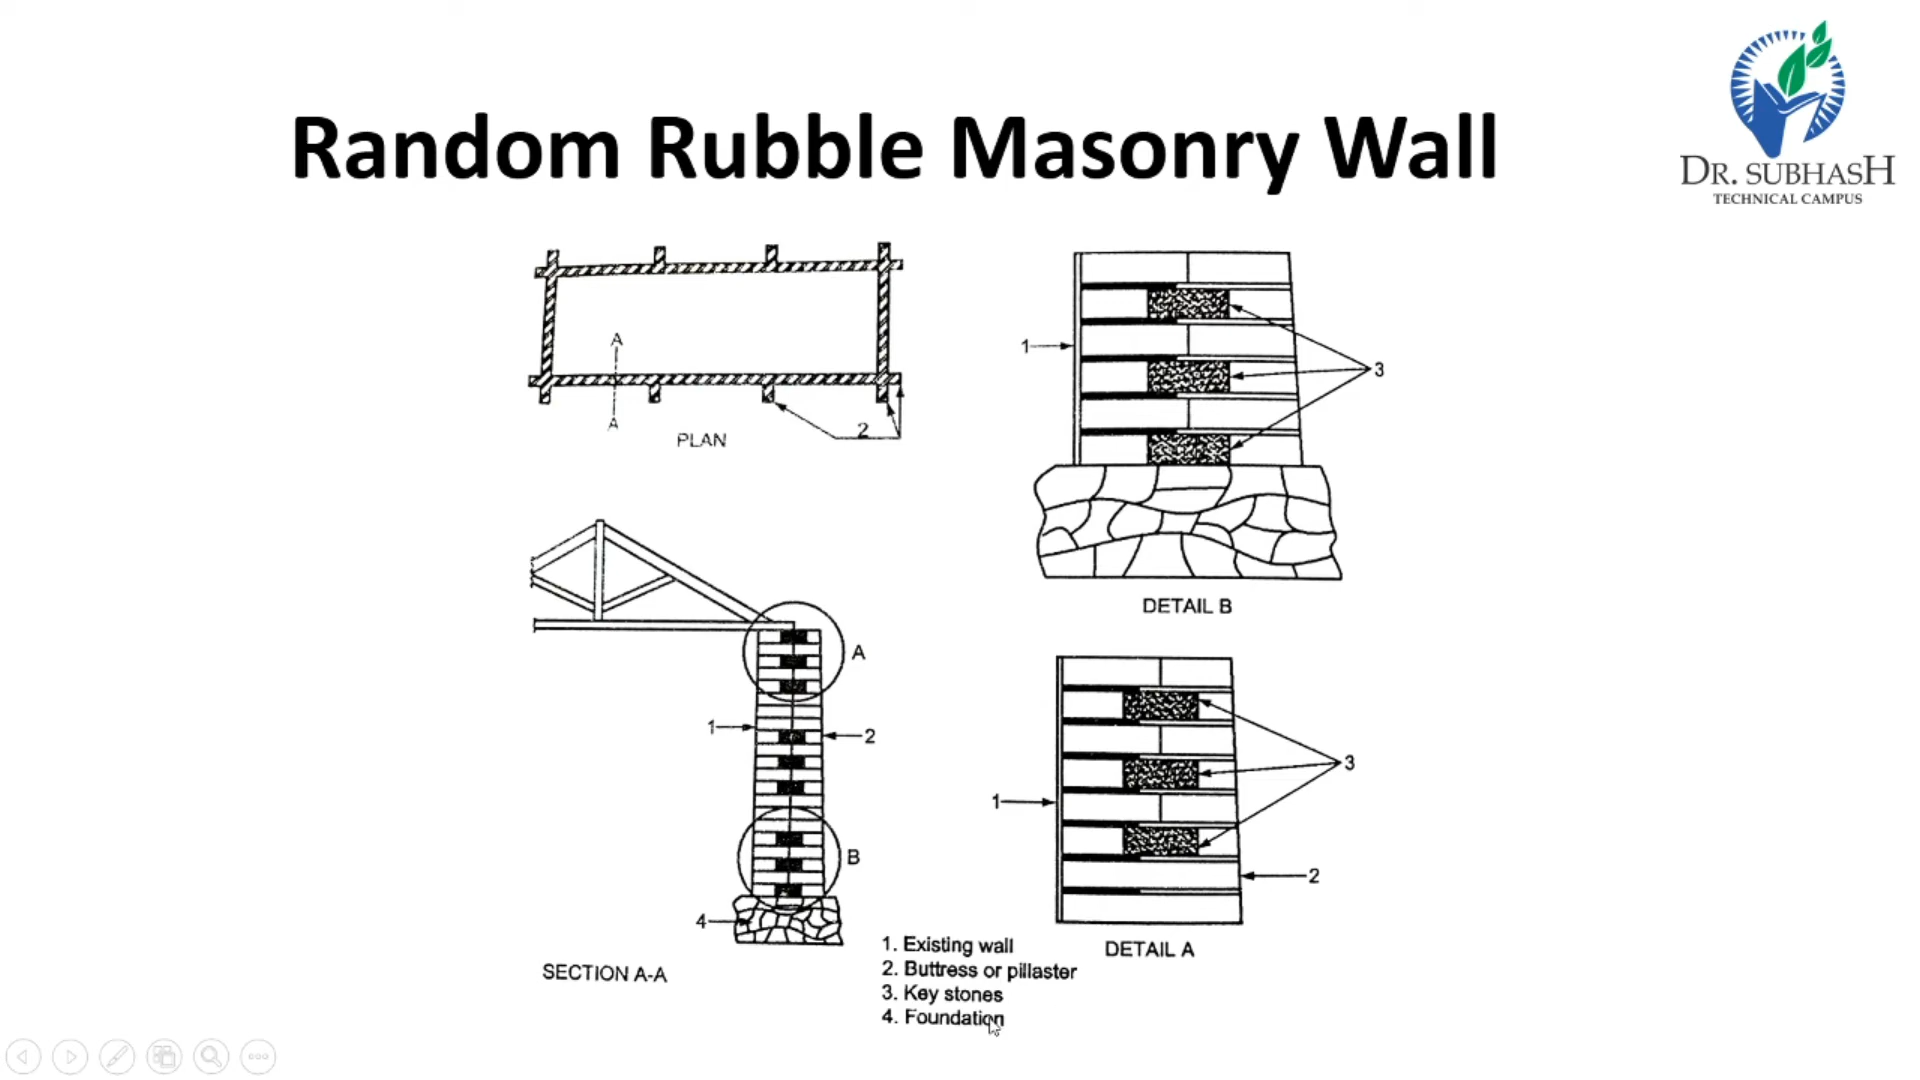 Random Rubble Masonry Wall
DR. SUBHASH
TECHNICAL CAMPUS
A
A
2
PLAN
1
3
DETAIL B
A
1
2
B
4
SECTION A-A
3
1
2
DETAIL A
1. Existing wall
2. Buttress or pillaster
3. Key stones
4. Foundation